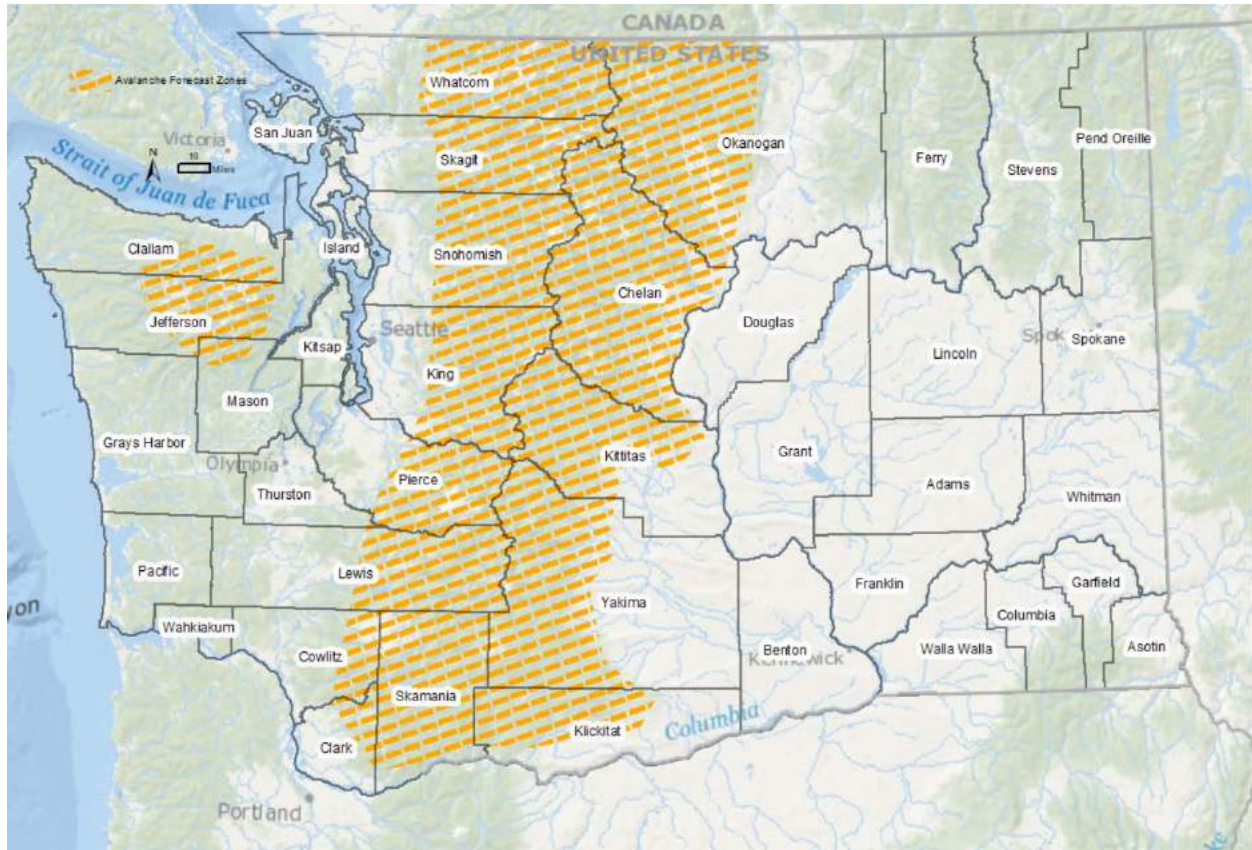 CANADA
UNITED STATES
Avalanche Forecast Zones
Whatcom
San Juan
Victoria
N
10
Miles
Skagit
Okanogan
Ferry
Stevens
Pend Oreille
Strait of Juan de Fuca
Clallam
Island
Snohomish
Chelan
Jefferson
Kitsap
Seattle
Douglas
Lincoln
Spok
Spokane
King
Mason
Grays Harbor
Olympia
Thurston
Pierce
Kittitas
Grant
Adams
Whitman
Pacific
Lewis
Yakima
Franklin
Garfield
Columbia
Wahkiakum
yon
Cowlitz
Benton
Kennewick
Walla Walla
Asotin
Skamania
Klickitat
Columbia
Clark
Portland